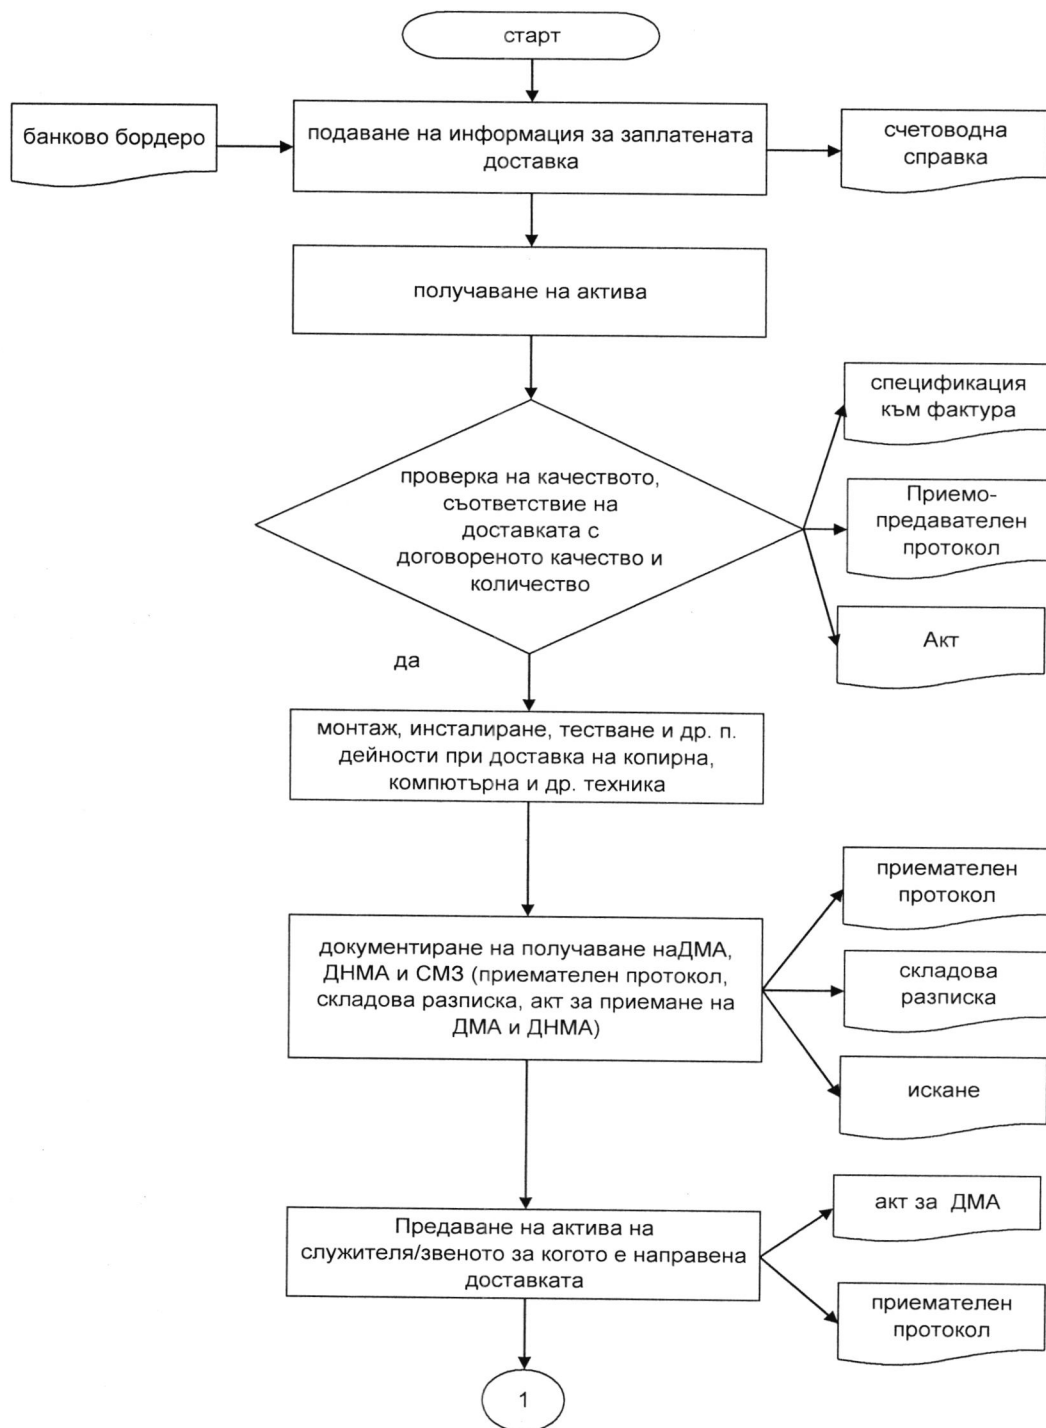 старт
банково бордеро
подаване на информация за заплатената
доставка
счетоводна
справка
получаване на актива
спецификация
към фактура
проверка на качеството,
съответствие на
доставката с
договореното качество и
количество
Приемо-
предавателен
протокол
Акт
да
монтаж, инсталиране, тестване и др. п.
дейности при доставка на копирна,
компютърна и др. техника
приемателен
протокол
документиране на получаване наДМА,
ДНМА и СМЗ (приемателен протокол,
складова разписка, акт за приемане на
ДМА и ДНМА)
складова
разписка
искане
акт за ДМА
Предаване на актива на
служителя/звеното за когото е направена
доставката
приемателен
протокол
1